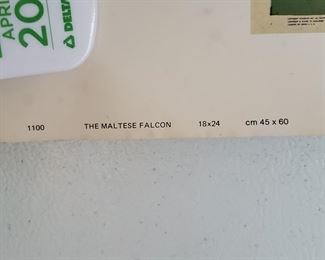 APRI
20
DELTA
1100 THE MALTESE FALCON 18x24 cm 45 x 60